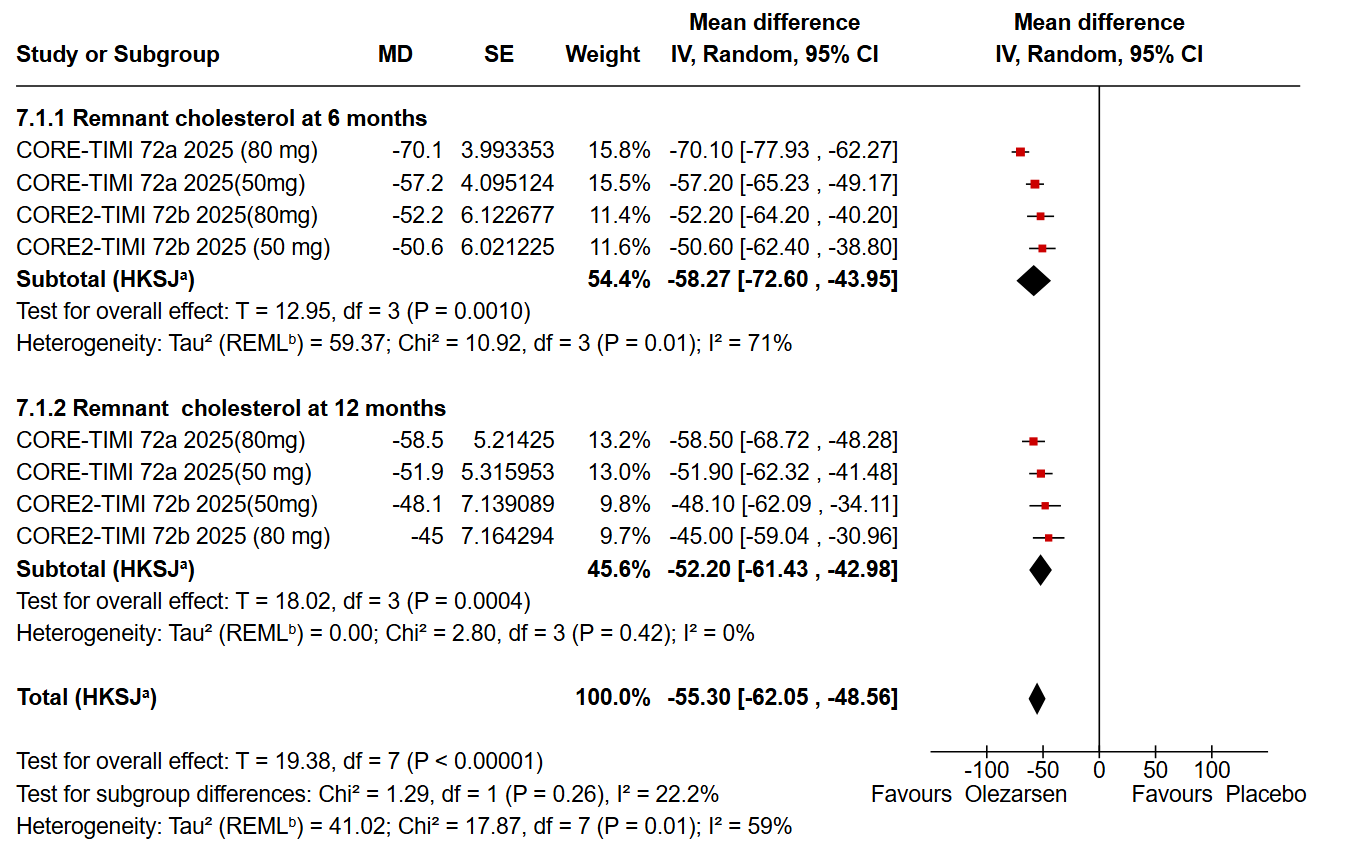 Mean difference Mean difference
Study or Subgroup MD SE Weight IV, Random, 95% CI IV, Random, 95% CI
7.1.1 Remnant cholesterol at 6 months
CORE-TIMI 72a 2025 (80 mg) -70.1 3.993353 15.8% -70.10 [-77.93 , -62.27]
CORE-TIMI 72a 2025(50mg) -57.2 4.095124 15.5% -57.20 [-65.23 , -49.17]
CORE2-TIMI 72b 2025(80mg) -52.2 6.122677 11.4% -52.20 [-64.20 , -40.20]
CORE2-TIMI 72b 2025 (50 mg) -50.6 6.021225 11.6% -50.60 [-62.40 , -38.80]
Subtotal (HKSJᵃ) 54.4% -58.27 [-72.60 , -43.95]
Test for overall effect: T = 12.95, df = 3 (P = 0.0010)
Heterogeneity: Tau² (REMLᵇ) = 59.37; Chi² = 10.92, df = 3 (P = 0.01); I² = 71%
7.1.2 Remnant  cholesterol at 12 months
CORE-TIMI 72a 2025(80mg) -58.5 5.21425 13.2% -58.50 [-68.72 , -48.28]
CORE-TIMI 72a 2025(50 mg) -51.9 5.315953 13.0% -51.90 [-62.32 , -41.48]
CORE2-TIMI 72b 2025(50mg) -48.1 7.139089 9.8% -48.10 [-62.09 , -34.11]
CORE2-TIMI 72b 2025 (80 mg) -45 7.164294 9.7% -45.00 [-59.04 , -30.96]
Subtotal (HKSJᵃ) 45.6% -52.20 [-61.43 , -42.98]
Test for overall effect: T = 18.02, df = 3 (P = 0.0004)
Heterogeneity: Tau² (REMLᵇ) = 0.00; Chi² = 2.80, df = 3 (P = 0.42); I² = 0%
Total (HKSJᵃ) 100.0% -55.30 [-62.05 , -48.56]
Test for overall effect: T = 19.38, df = 7 (P < 0.00001)
-100 -50 0 50 100
Test for subgroup differences: Chi² = 1.29, df = 1 (P = 0.26), I² = 22.2%
Favours Olezarsen Favours Placebo
Heterogeneity: Tau² (REMLᵇ) = 41.02; Chi² = 17.87, df = 7 (P = 0.01); I² = 59%